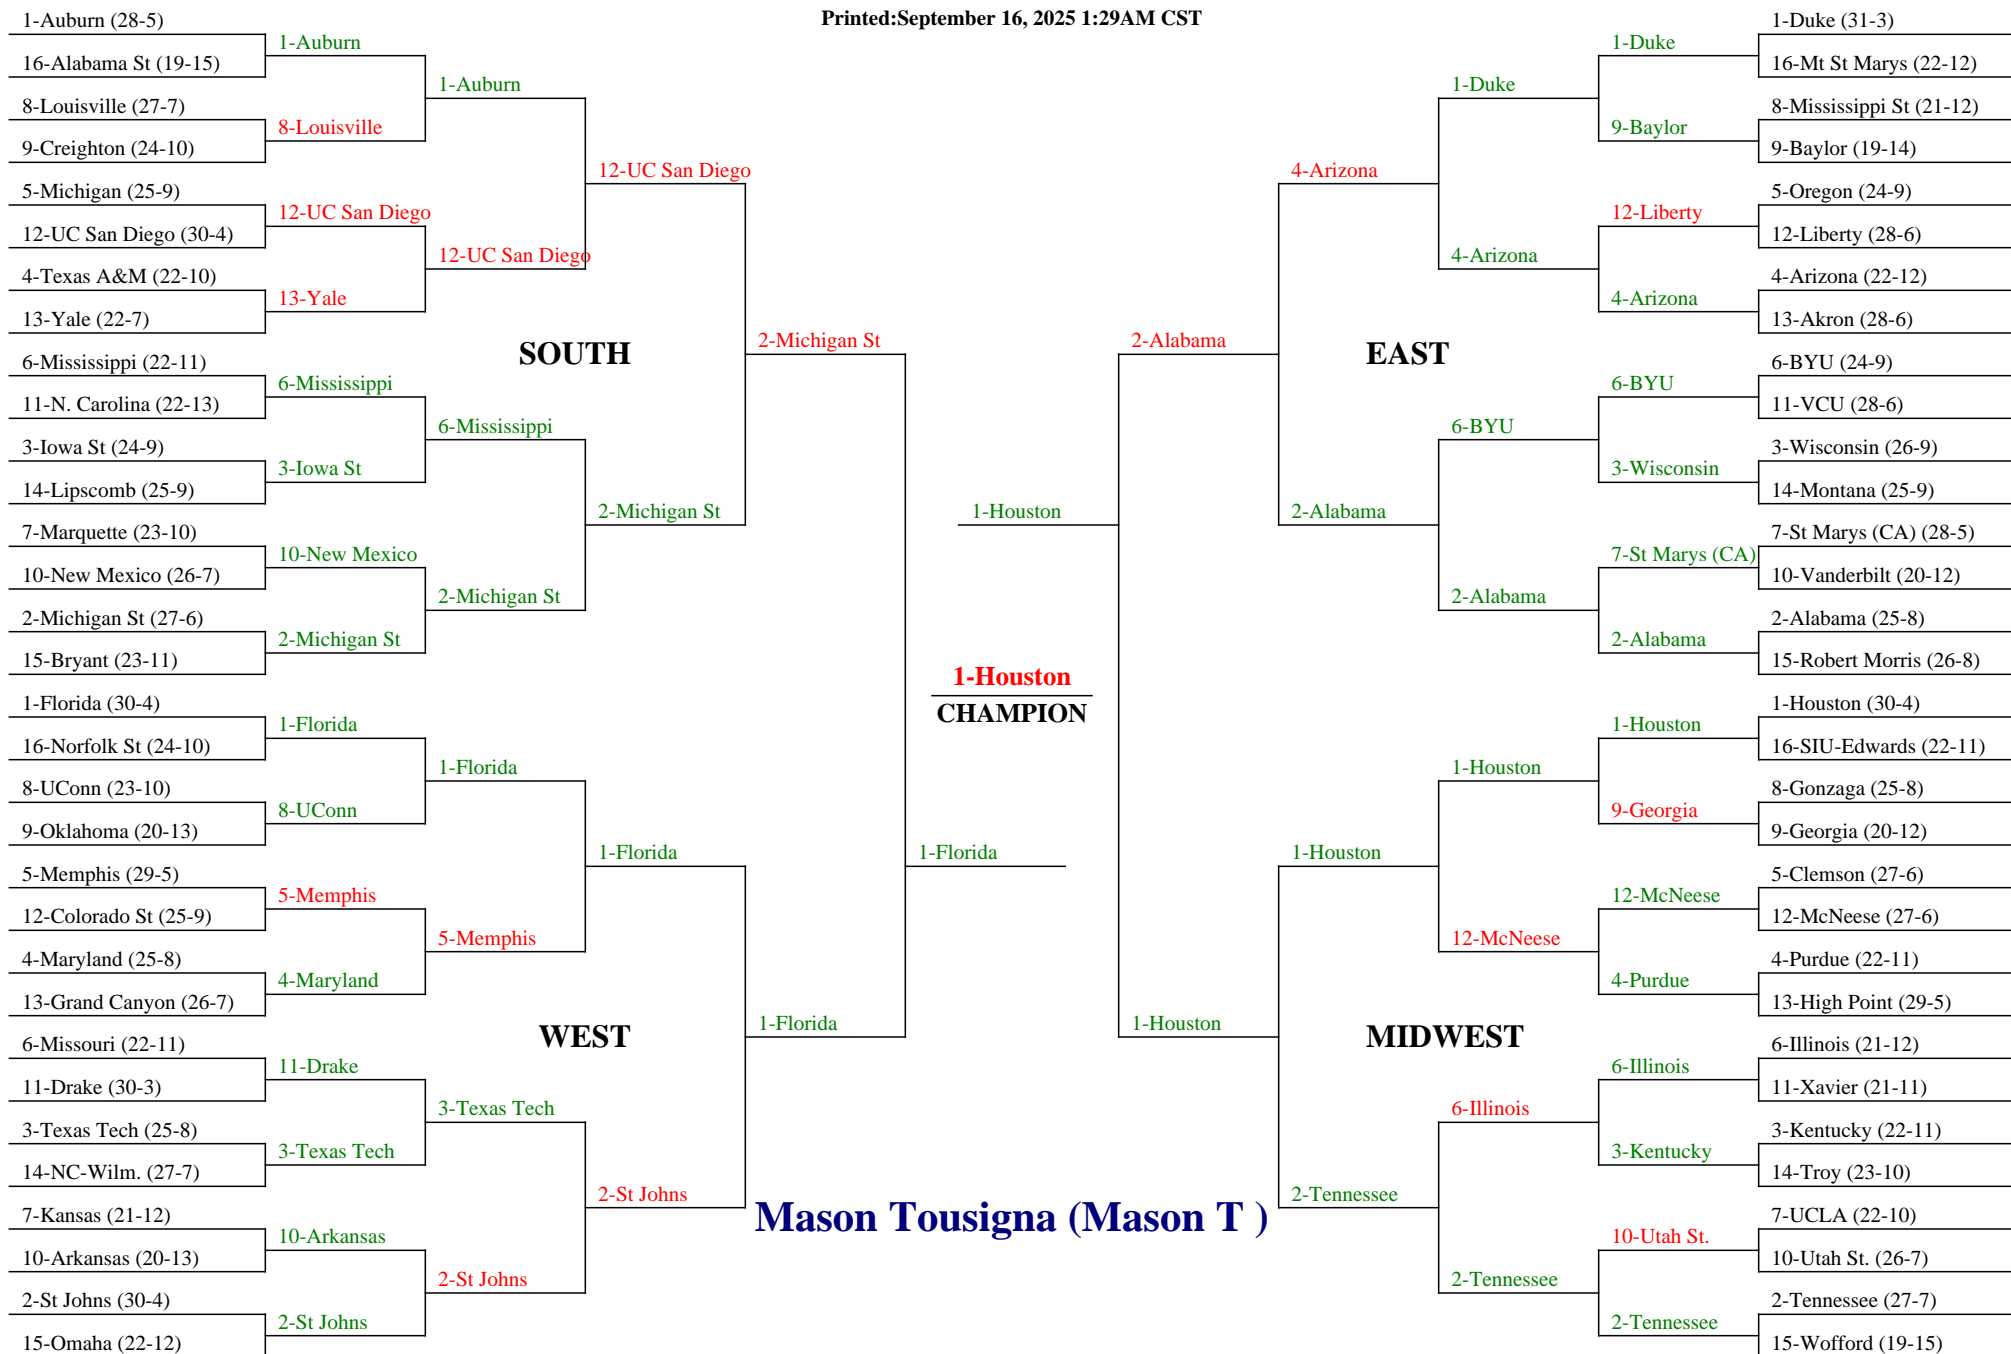 Printed:September 16, 2025 1:29AM CST
1-Auburn (28-5)
16-Alabama St (19-15)
8-Louisville (27-7)
9-Creighton (24-10)
5-Michigan (25-9)
12-UC San Diego (30-4)
4-Texas A&M (22-10)
13-Yale (22-7)
6-Mississippi (22-11)
11-N. Carolina (22-13)
3-Iowa St (24-9)
14-Lipscomb (25-9)
7-Marquette (23-10)
10-New Mexico (26-7)
2-Michigan St (27-6)
15-Bryant (23-11)
1-Florida (30-4)
16-Norfolk St (24-10)
8-UConn (23-10)
9-Oklahoma (20-13)
5-Memphis (29-5)
12-Colorado St (25-9)
4-Maryland (25-8)
13-Grand Canyon (26-7)
6-Missouri (22-11)
11-Drake (30-3)
3-Texas Tech (25-8)
14-NC-Wilm. (27-7)
7-Kansas (21-12)
10-Arkansas (20-13)
2-St Johns (30-4)
15-Omaha (22-12)
1-Auburn
8-Louisville
12-UC San Diego
13-Yale
6-Mississippi
3-Iowa St
10-New Mexico
2-Michigan St
1-Florida
8-UConn
5-Memphis
4-Maryland
11-Drake
3-Texas Tech
10-Arkansas
2-St Johns
1-Auburn
12-UC San Diego
6-Mississippi
2-Michigan St
1-Florida
5-Memphis
3-Texas Tech
2-St Johns
12-UC San Diego
SOUTH
2-Michigan St
1-Florida
WEST
2-St Johns
2-Michigan St
1-Florida
1-Florida
1-Houston
1-Houston
CHAMPION
Mason Tousigna (Mason T )
2-Alabama
1-Houston
4-Arizona
EAST
2-Alabama
1-Houston
MIDWEST
2-Tennessee
1-Duke
4-Arizona
6-BYU
2-Alabama
1-Houston
12-McNeese
6-Illinois
2-Tennessee
1-Duke
9-Baylor
12-Liberty
4-Arizona
6-BYU
3-Wisconsin
7-St Marys (CA)
2-Alabama
1-Houston
9-Georgia
12-McNeese
4-Purdue
6-Illinois
3-Kentucky
10-Utah St.
2-Tennessee
1-Duke (31-3)
16-Mt St Marys (22-12)
8-Mississippi St (21-12)
9-Baylor (19-14)
5-Oregon (24-9)
12-Liberty (28-6)
4-Arizona (22-12)
13-Akron (28-6)
6-BYU (24-9)
11-VCU (28-6)
3-Wisconsin (26-9)
14-Montana (25-9)
7-St Marys (CA) (28-5)
10-Vanderbilt (20-12)
2-Alabama (25-8)
15-Robert Morris (26-8)
1-Houston (30-4)
16-SIU-Edwards (22-11)
8-Gonzaga (25-8)
9-Georgia (20-12)
5-Clemson (27-6)
12-McNeese (27-6)
4-Purdue (22-11)
13-High Point (29-5)
6-Illinois (21-12)
11-Xavier (21-11)
3-Kentucky (22-11)
14-Troy (23-10)
7-UCLA (22-10)
10-Utah St. (26-7)
2-Tennessee (27-7)
15-Wofford (19-15)